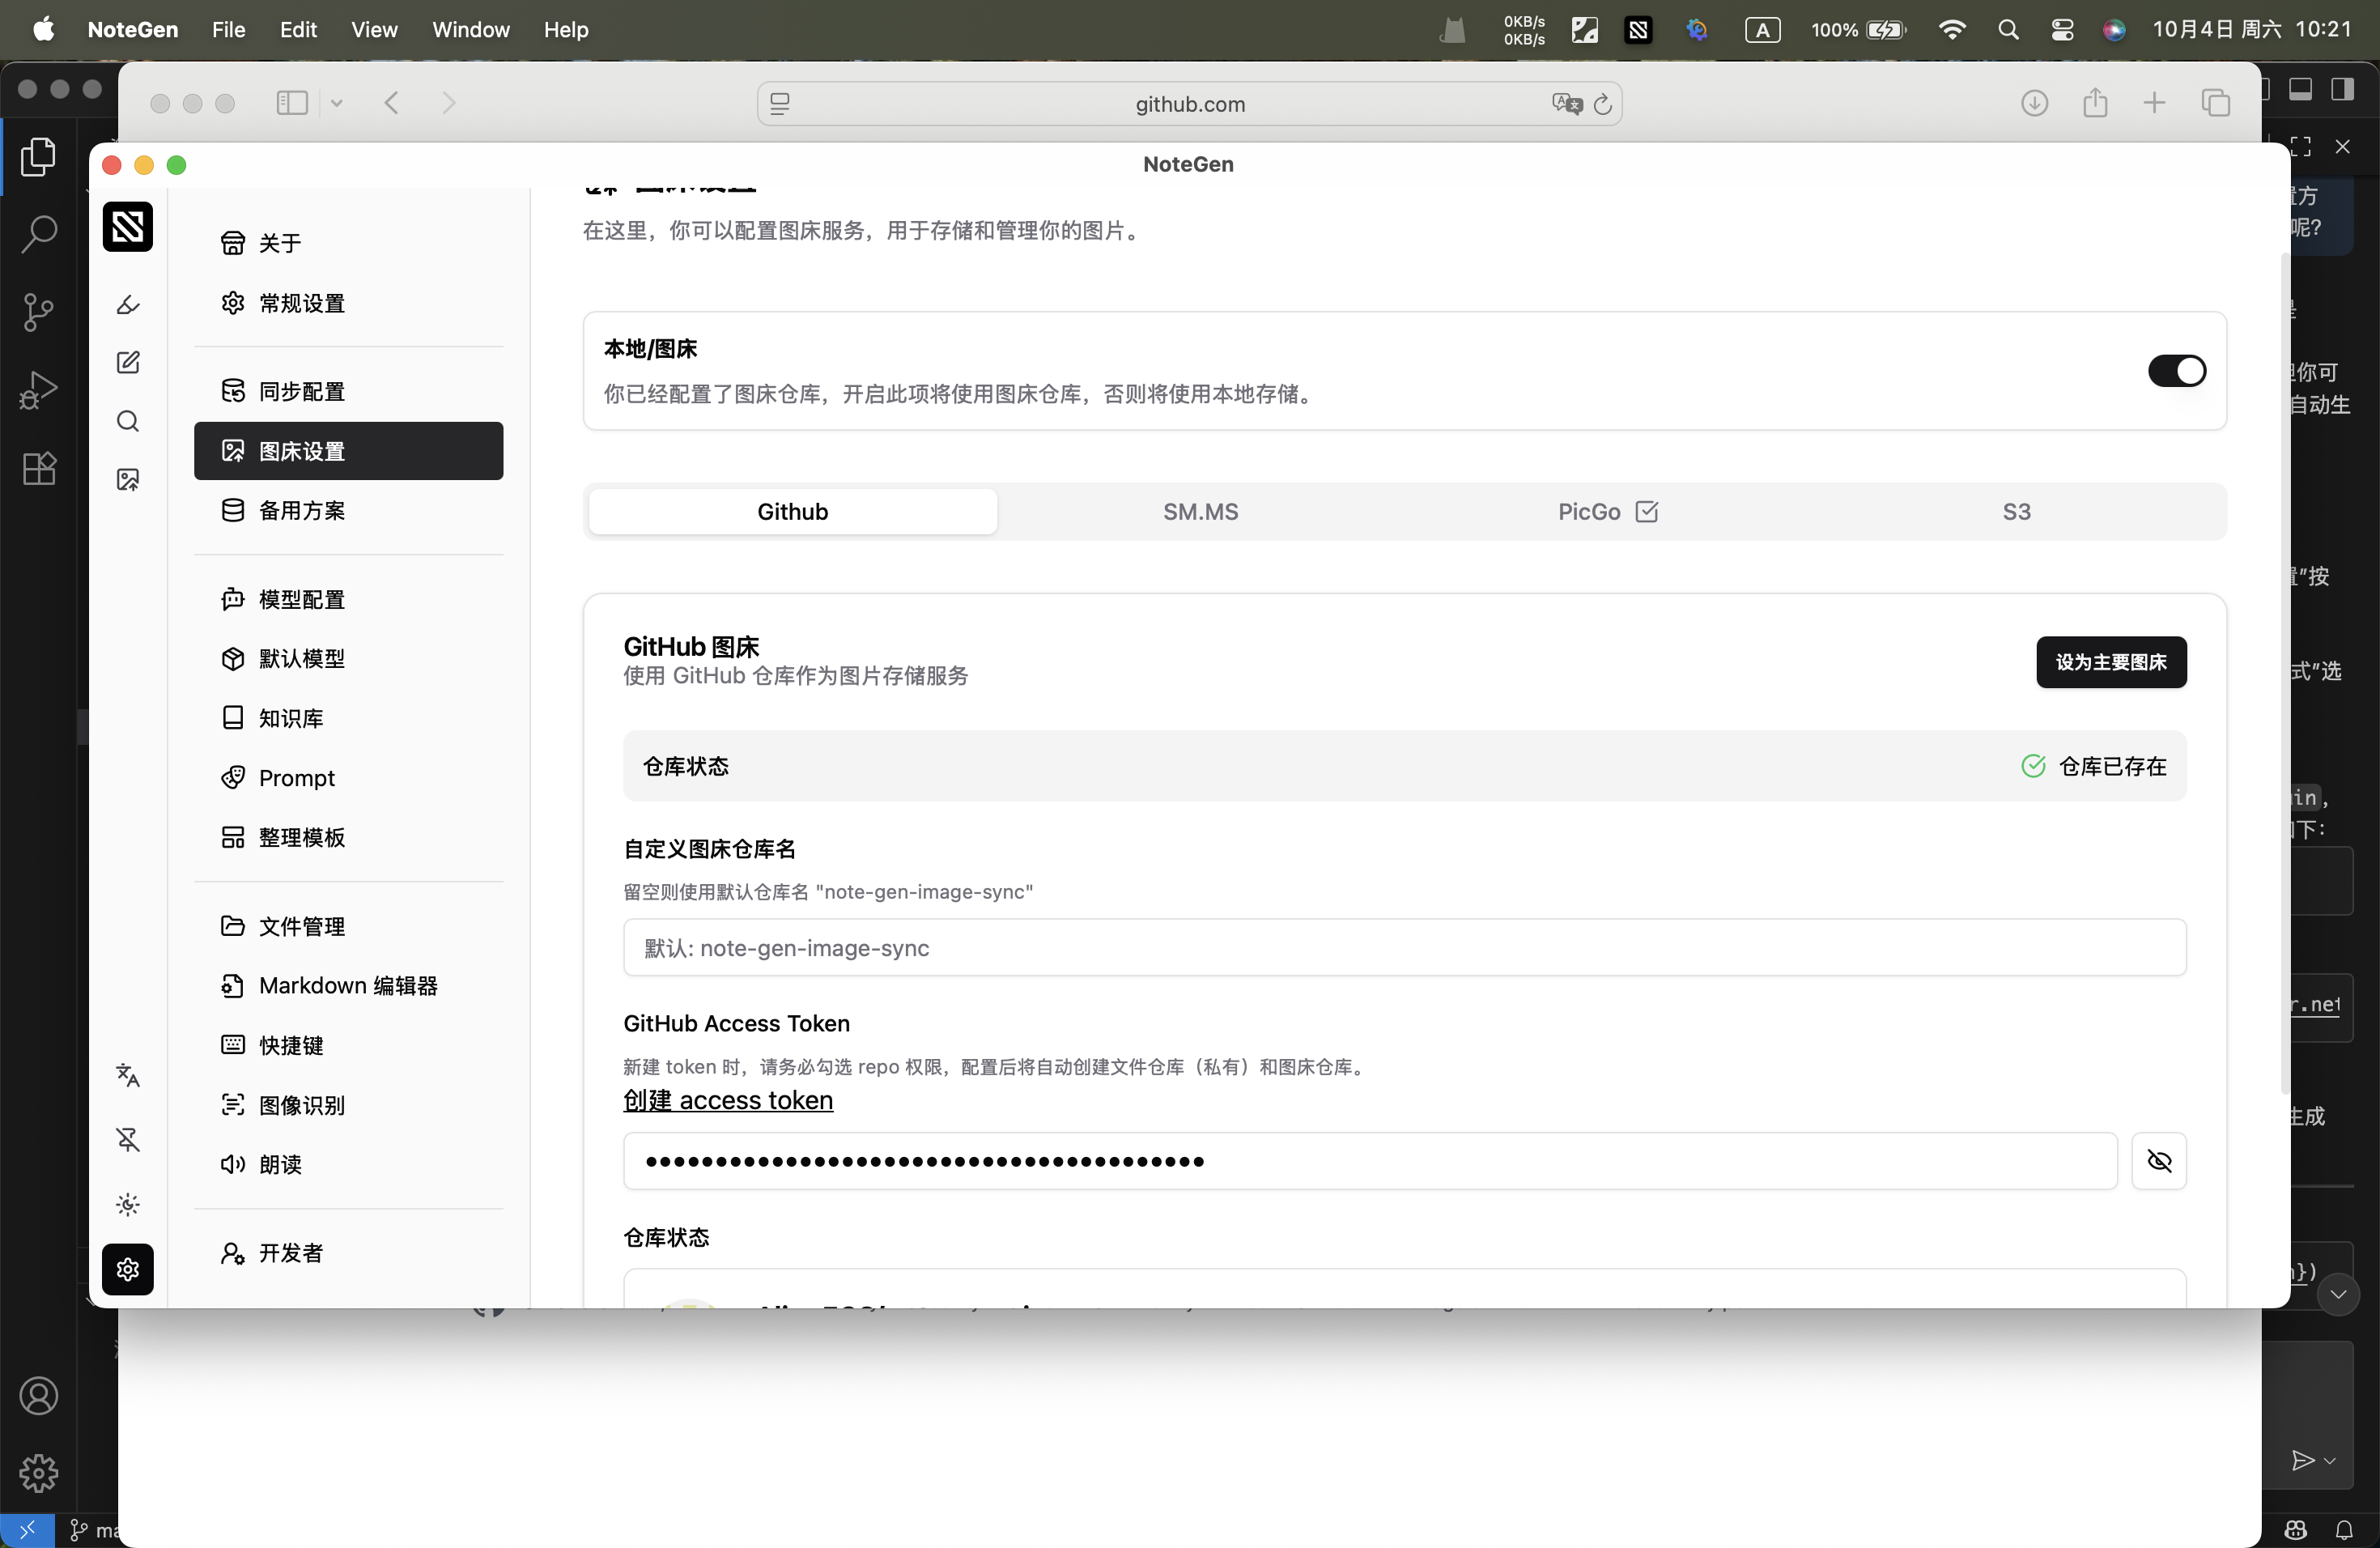 NoteGen File Edit View Window Help
0KB/s
0KB/s
A
100%
10月4日 周六 10:21
github.com
NoteGen
关于
常规设置
同步配置
图床设置
备用方案
模型配置
默认模型
知识库
Prompt
整理模板
文件管理
Markdown 编辑器
快捷键
图像识别
朗读
开发者
图床设置
在这里，你可以配置图床服务，用于存储和管理你的图片。
本地/图床
你已经配置了图床仓库，开启此项将使用图床仓库，否则将使用本地存储。
Github
SM.MS
PicGo
S3
GitHub 图床
使用 GitHub 仓库作为图片存储服务
设为主要图床
仓库状态
仓库已存在
自定义图床仓库名
留空则使用默认仓库名 "note-gen-image-sync"
默认: note-gen-image-sync
GitHub Access Token
新建 token 时，请务必勾选 repo 权限，配置后将自动创建文件仓库（私有）和图床仓库。
创建 access token
••••••••••••••••••••••••••••••••••••••••
仓库状态
方
呢?
你可
自动生
"按
式"选
in,
下:
r.net
生成
})
ma